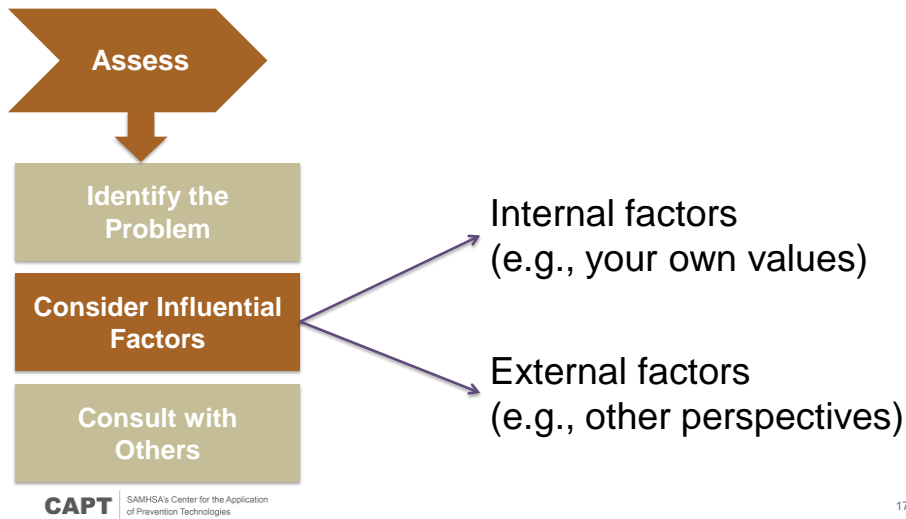 Assess
Identify the
Problem
Consider Influential
Factors
Consult with
Others
Internal factors
(e.g., your own values)
External factors
(e.g., other perspectives)
CAPT
SAMHSA's Center for the Application
of Prevention Technologies
17